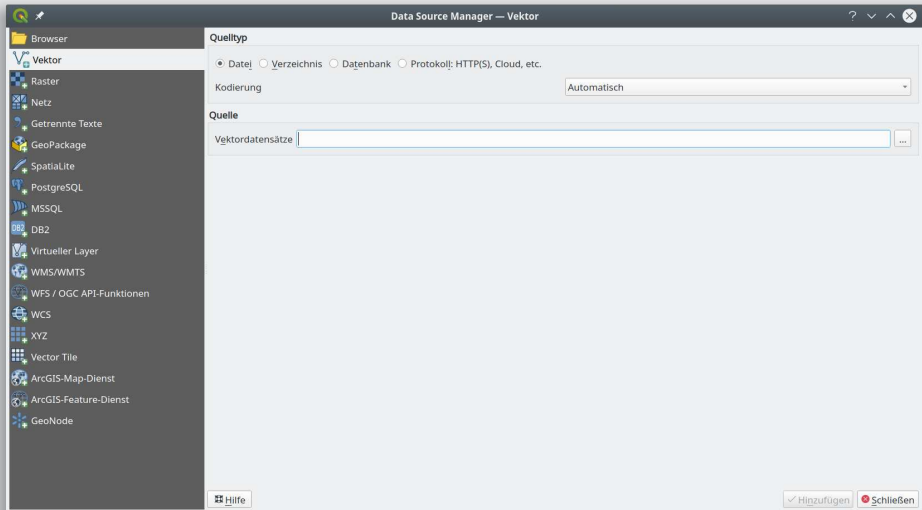 Data Source Manager — Vektor
Browser
Vektor
Raster
Netz
Getrennte Texte
GeoPackage
SpatiaLite
PostgreSQL
MSSQL
DB2
DB2
Virtueller Layer
WMS/WMTS
WFS / OGC API-Funktionen
WCS
XYZ
Vector Tile
ArcGIS-Map-Dienst
ArcGIS-Feature-Dienst
GeoNode
Quelltyp
Datei Verzeichnis Datenbank Protokoll: HTTP(S), Cloud, etc.
Kodierung Automatisch
Quelle
Vektordatensätze ...
Hilfe Hinzufügen Schließen